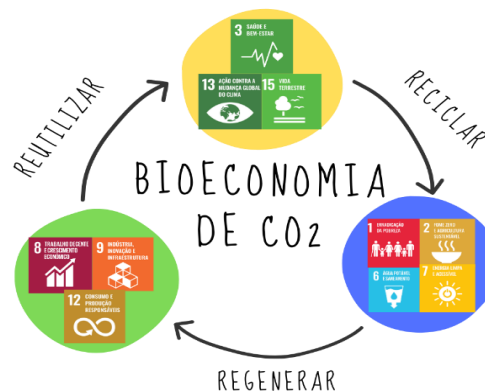 3 SAÚDE E
BEM-ESTAR
13 AÇÃO CONTRA A
MUDANÇA GLOBAL
DO CLIMA
15 VIDA
TERRESTRE
REUTILIZAR
RECICLAR
BIOECONOMIA
DE CO2
8 TRABALHO DECENTE
E CRESCIMENTO
ECONÔMICO
9 INDÚSTRIA,
INOVAÇÃO E
INFRAESTRUTURA
12 CONSUMO E
PRODUÇÃO
RESPONSÁVEIS
1 ERRADICAÇÃO
DA POBREZA
2 FOME ZERO
E AGRICULTURA
SUSTENTÁVEL
6 ÁGUA POTÁVEL
E SANEAMENTO
7 ENERGIA LIMPA
E ACESSÍVEL
REGENERAR